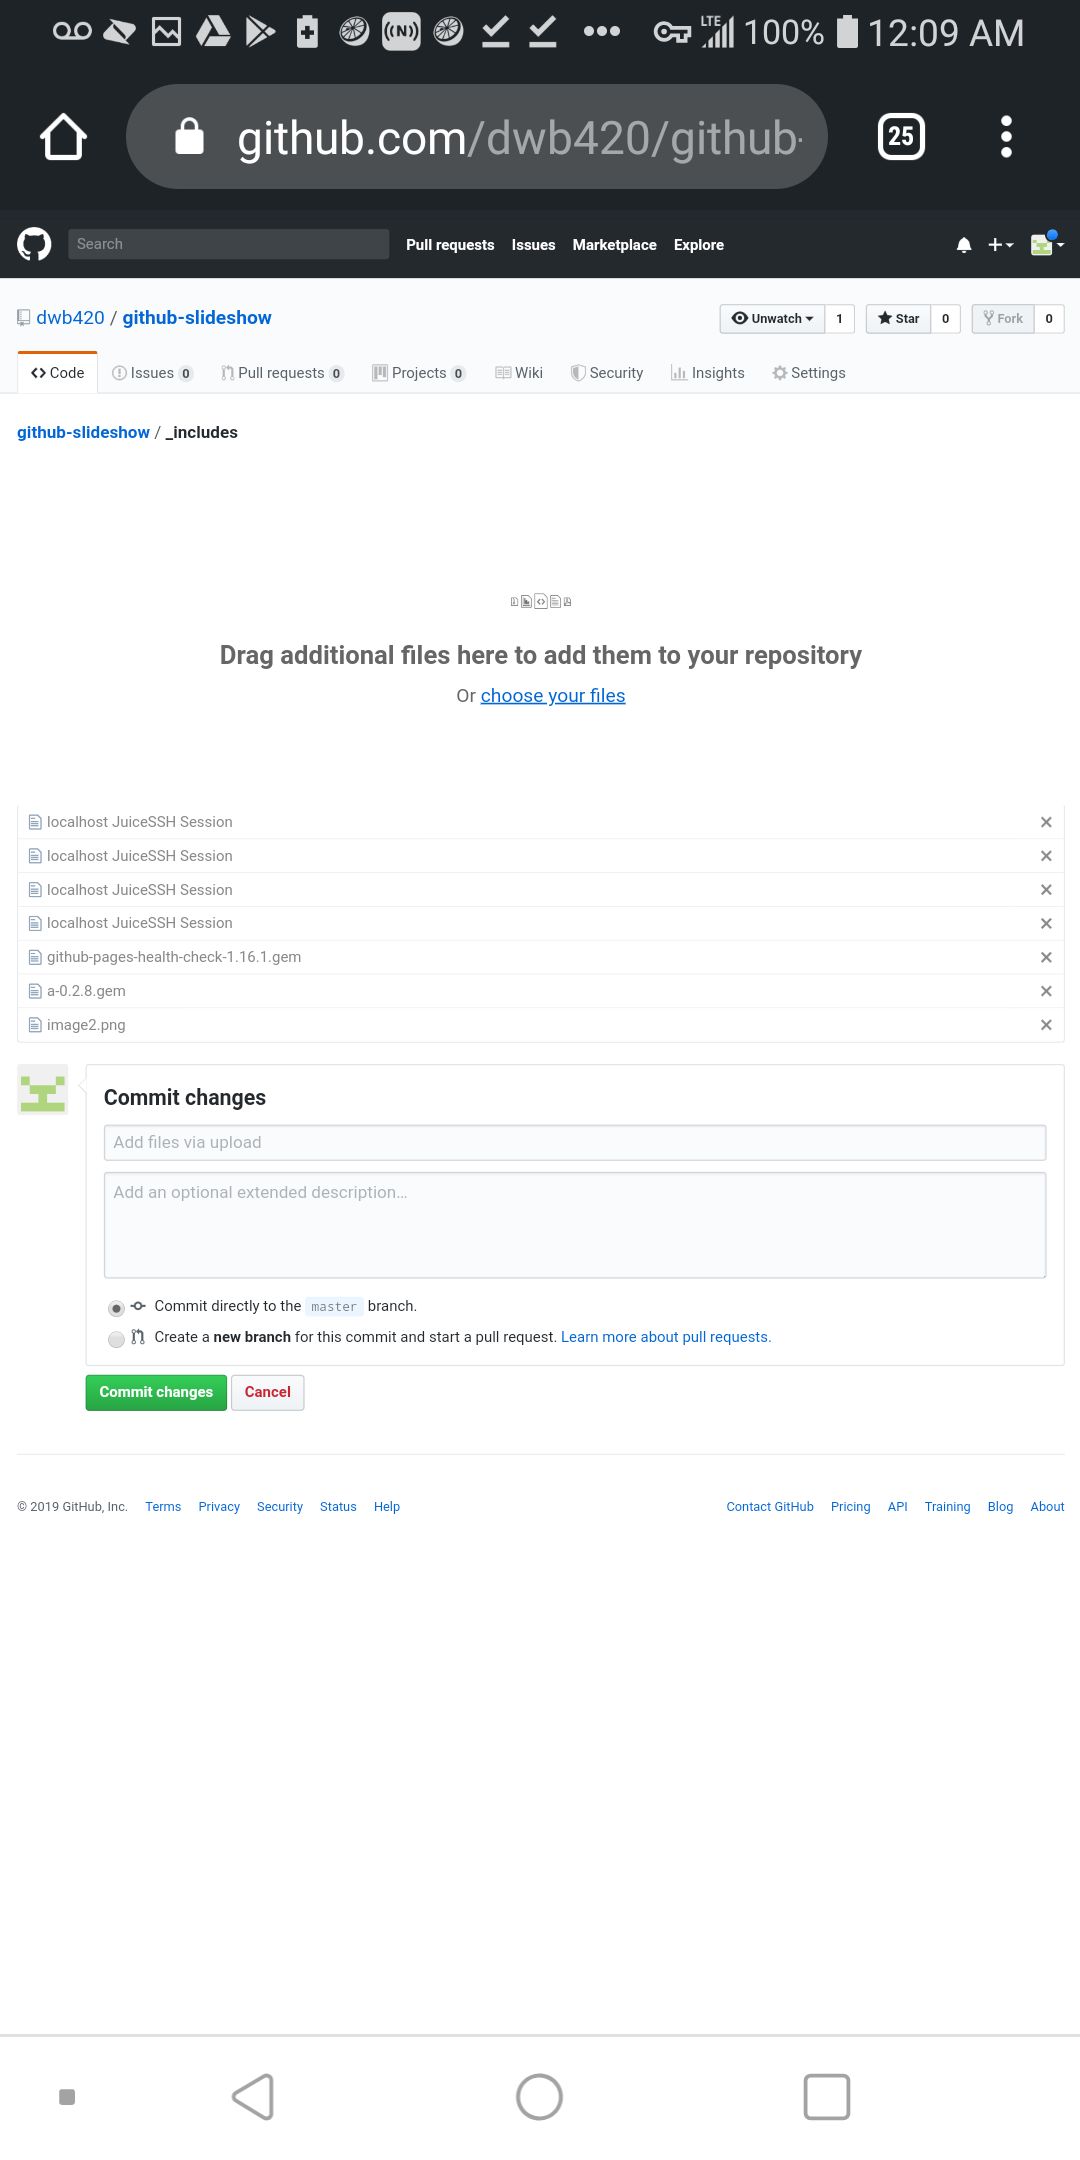 LTE 100% 12:09 AM
github.com/dwb420/github- 25
Search Pull requests Issues Marketplace Explore
dwb420 / github-slideshow Unwatch 1 Star 0 Fork 0
Code Issues 0 Pull requests 0 Projects 0 Wiki Security Insights Settings
github-slideshow / _includes
Drag additional files here to add them to your repository
Or choose your files
localhost JuiceSSH Session
localhost JuiceSSH Session
localhost JuiceSSH Session
localhost JuiceSSH Session
github-pages-health-check-1.16.1.gem
a-0.2.8.gem
image2.png
Commit changes
Add files via upload
Add an optional extended description…
Commit directly to the master branch.
Create a new branch for this commit and start a pull request. Learn more about pull requests.
Commit changes Cancel
© 2019 GitHub, Inc. Terms Privacy Security Status Help Contact GitHub Pricing API Training Blog About